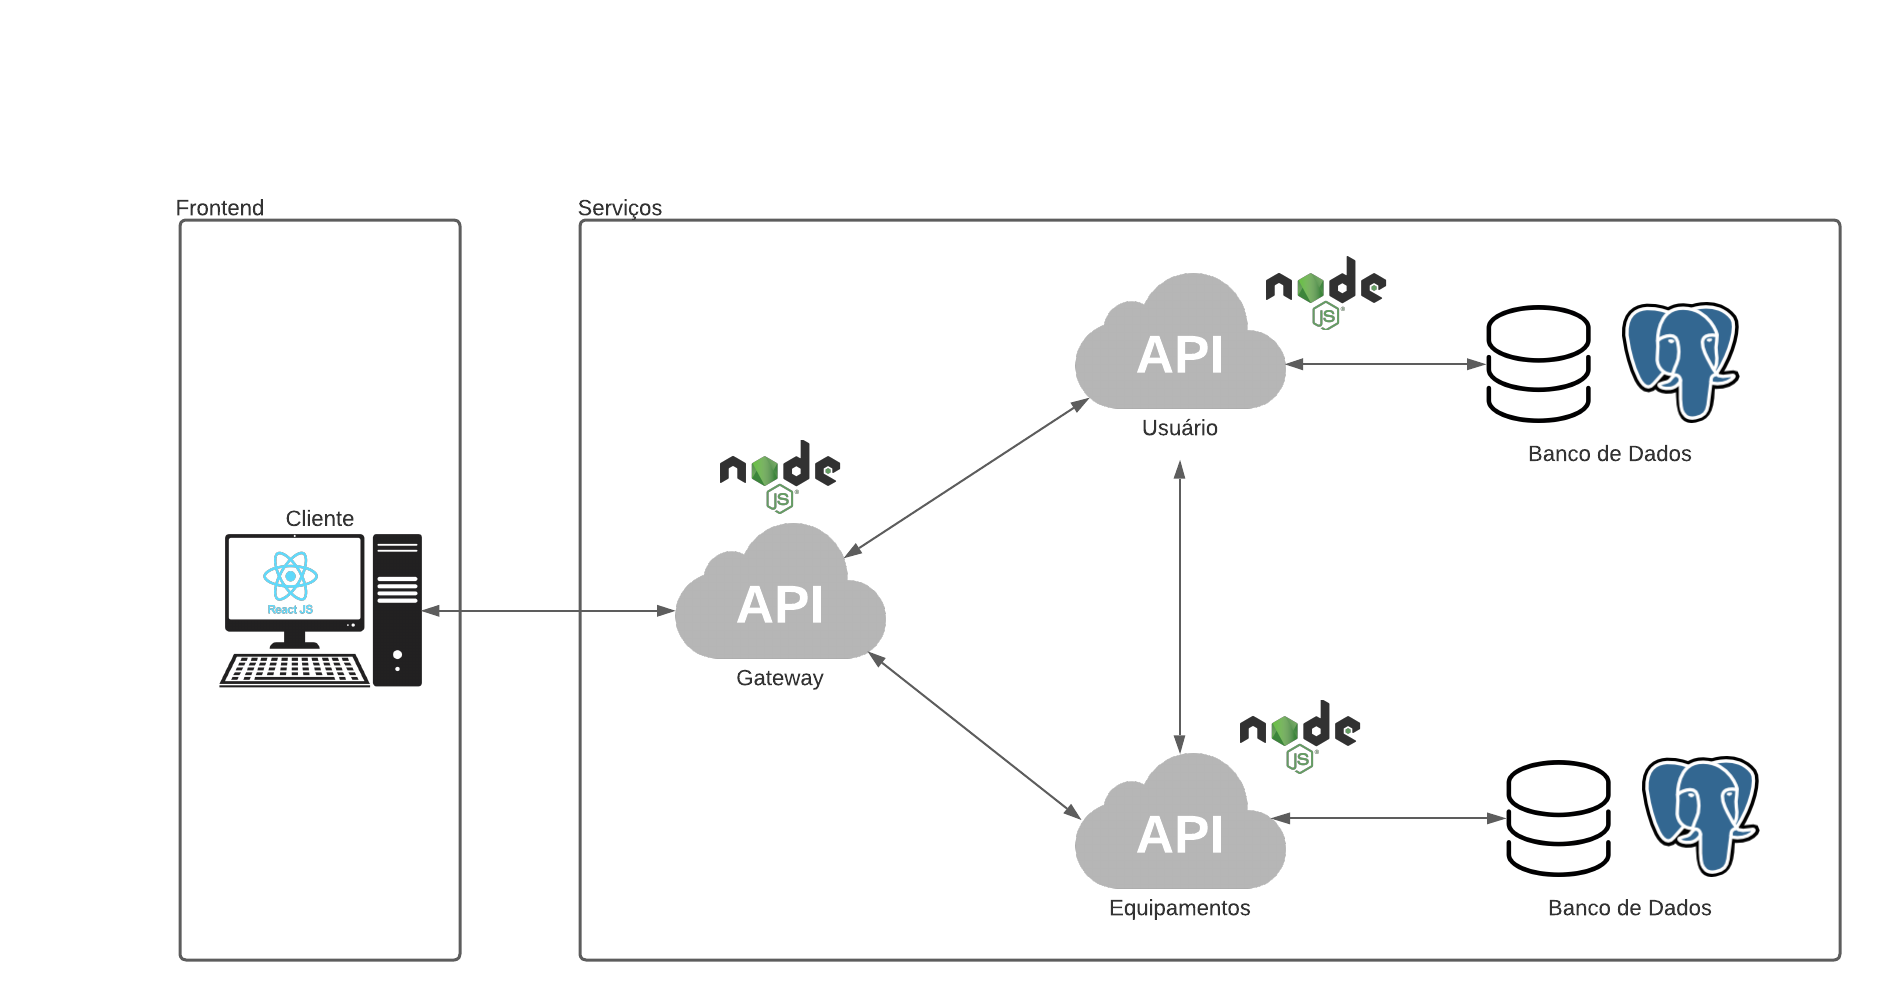 Frontend
Serviços
node
JS
API
Usuário
Banco de Dados
node
JS
Cliente
React JS
API
Gateway
node
JS
API
Equipamentos
Banco de Dados